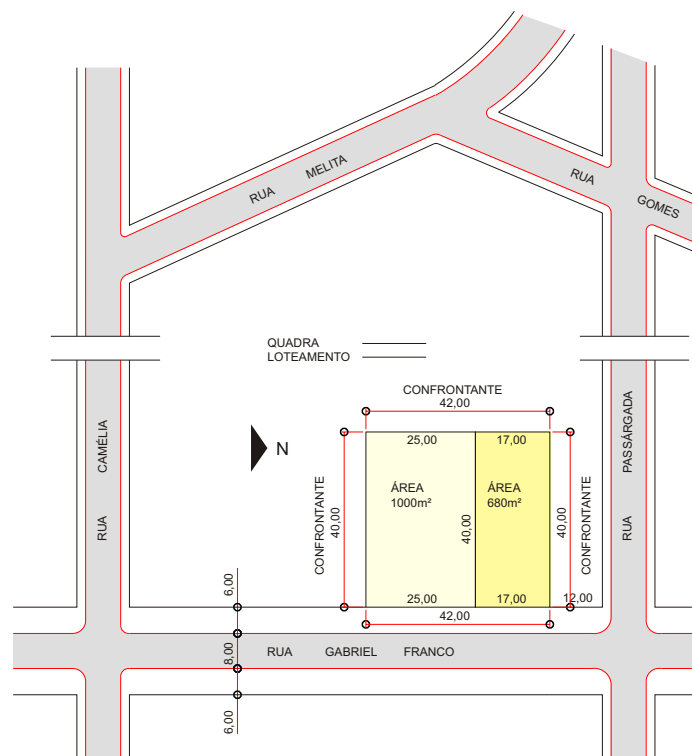 RUA MELITA
RUA GOMES
QUADRA
LOTEAMENTO
CONFRONTANTE
42,00
N
RUA CAMÉLIA
RUA PASSÁRGADA
CONFRONTANTE
40,00
25,00
17,00
ÁREA
1000m²
ÁREA
680m²
40,00
40,00
CONFRONTANTE
25,00
17,00
12,00
42,00
6,00
8,00
6,00
RUA GABRIEL FRANCO